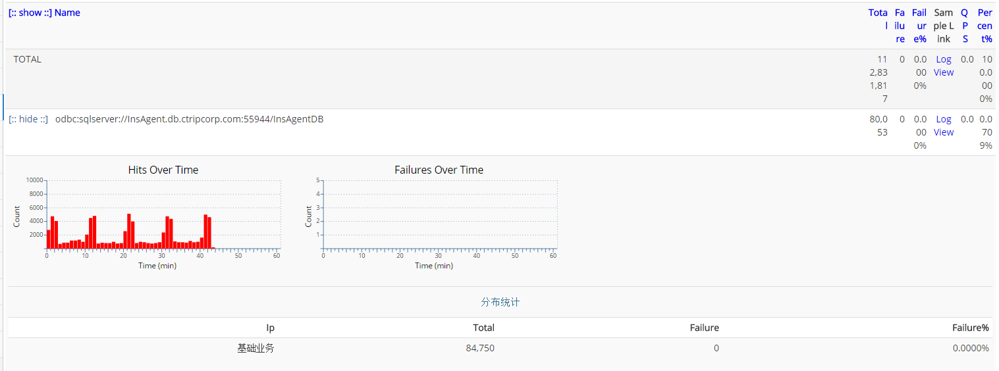 [:: show ::] Name
Total Failure Failure% Sample Link QPS Percent%
TOTAL 112,831,817 0 0.0000% Log View 0.0 100.0000%
[:: hide ::] odbc:sqlserver://InsAgent.db.ctripcorp.com:55944/InsAgentDB 80,053 0 0.0000% Log View 0.0 0.0709%
Hits Over Time
10000
8000
6000
4000
2000
Count
0 10 20 30 40 50 60
Time (min)
Failures Over Time
5
4
3
2
1
Count
0 10 20 30 40 50 60
Time (min)
分布统计
Ip Total Failure Failure%
基础业务 84,750 0 0.0000%